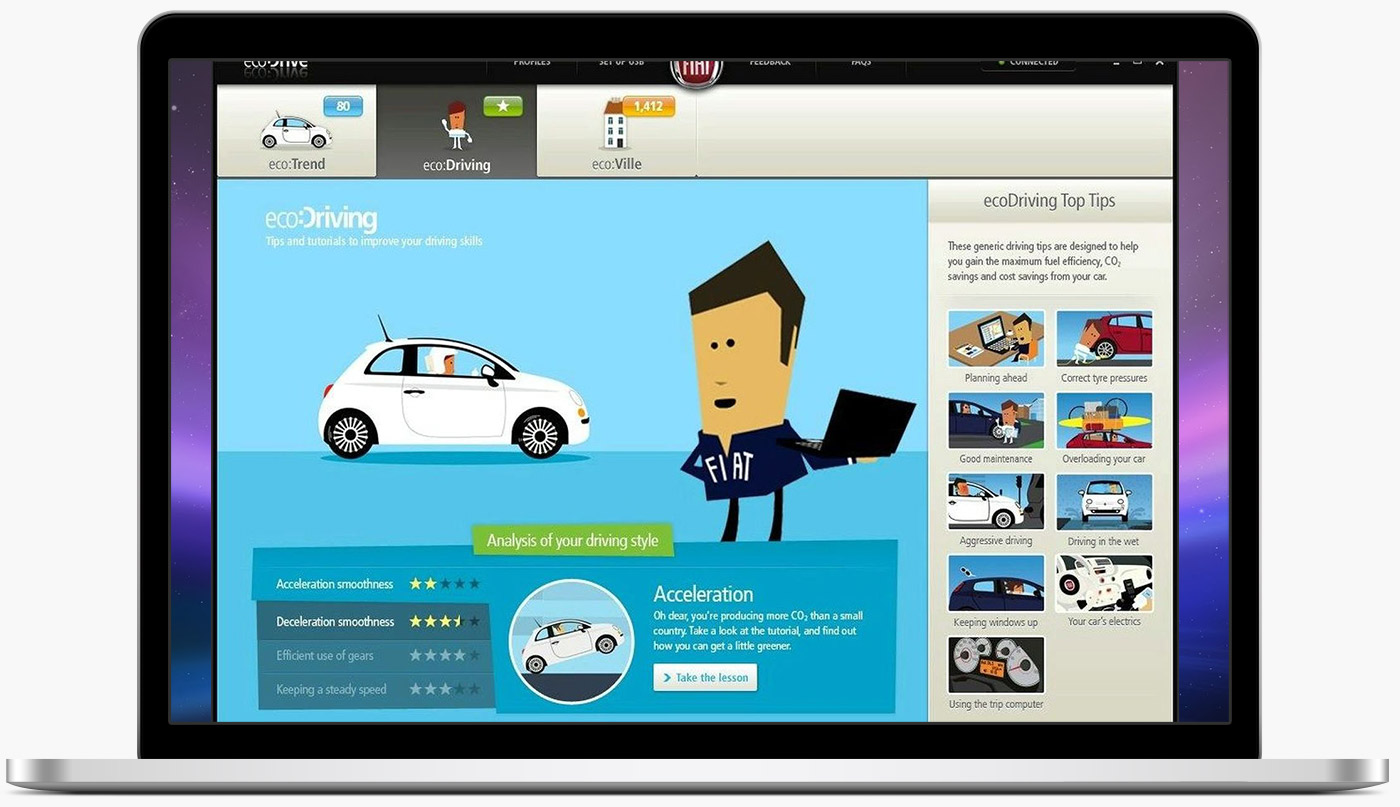 eco:Drive
PROFILES
SET UP USB
FIAT
FEEDBACK
FAQS
CONNECTED
80
eco:Trend
eco:Driving
1,412
eco:Ville
eco:Driving
Tips and tutorials to improve your driving skills
FIAT
Analysis of your driving style
Acceleration smoothness
Deceleration smoothness
Efficient use of gears
Keeping a steady speed
Acceleration
Oh dear, you're producing more CO₂ than a small
country. Take a look at the tutorial, and find out
how you can get a little greener.
Take the lesson
ecoDriving Top Tips
These generic driving tips are designed to help
you gain the maximum fuel efficiency, CO₂
savings and cost savings from your car.
Planning ahead
Correct tyre pressures
Good maintenance
Overloading your car
Aggressive driving
Driving in the wet
Keeping windows up
Your car's electrics
Using the trip computer